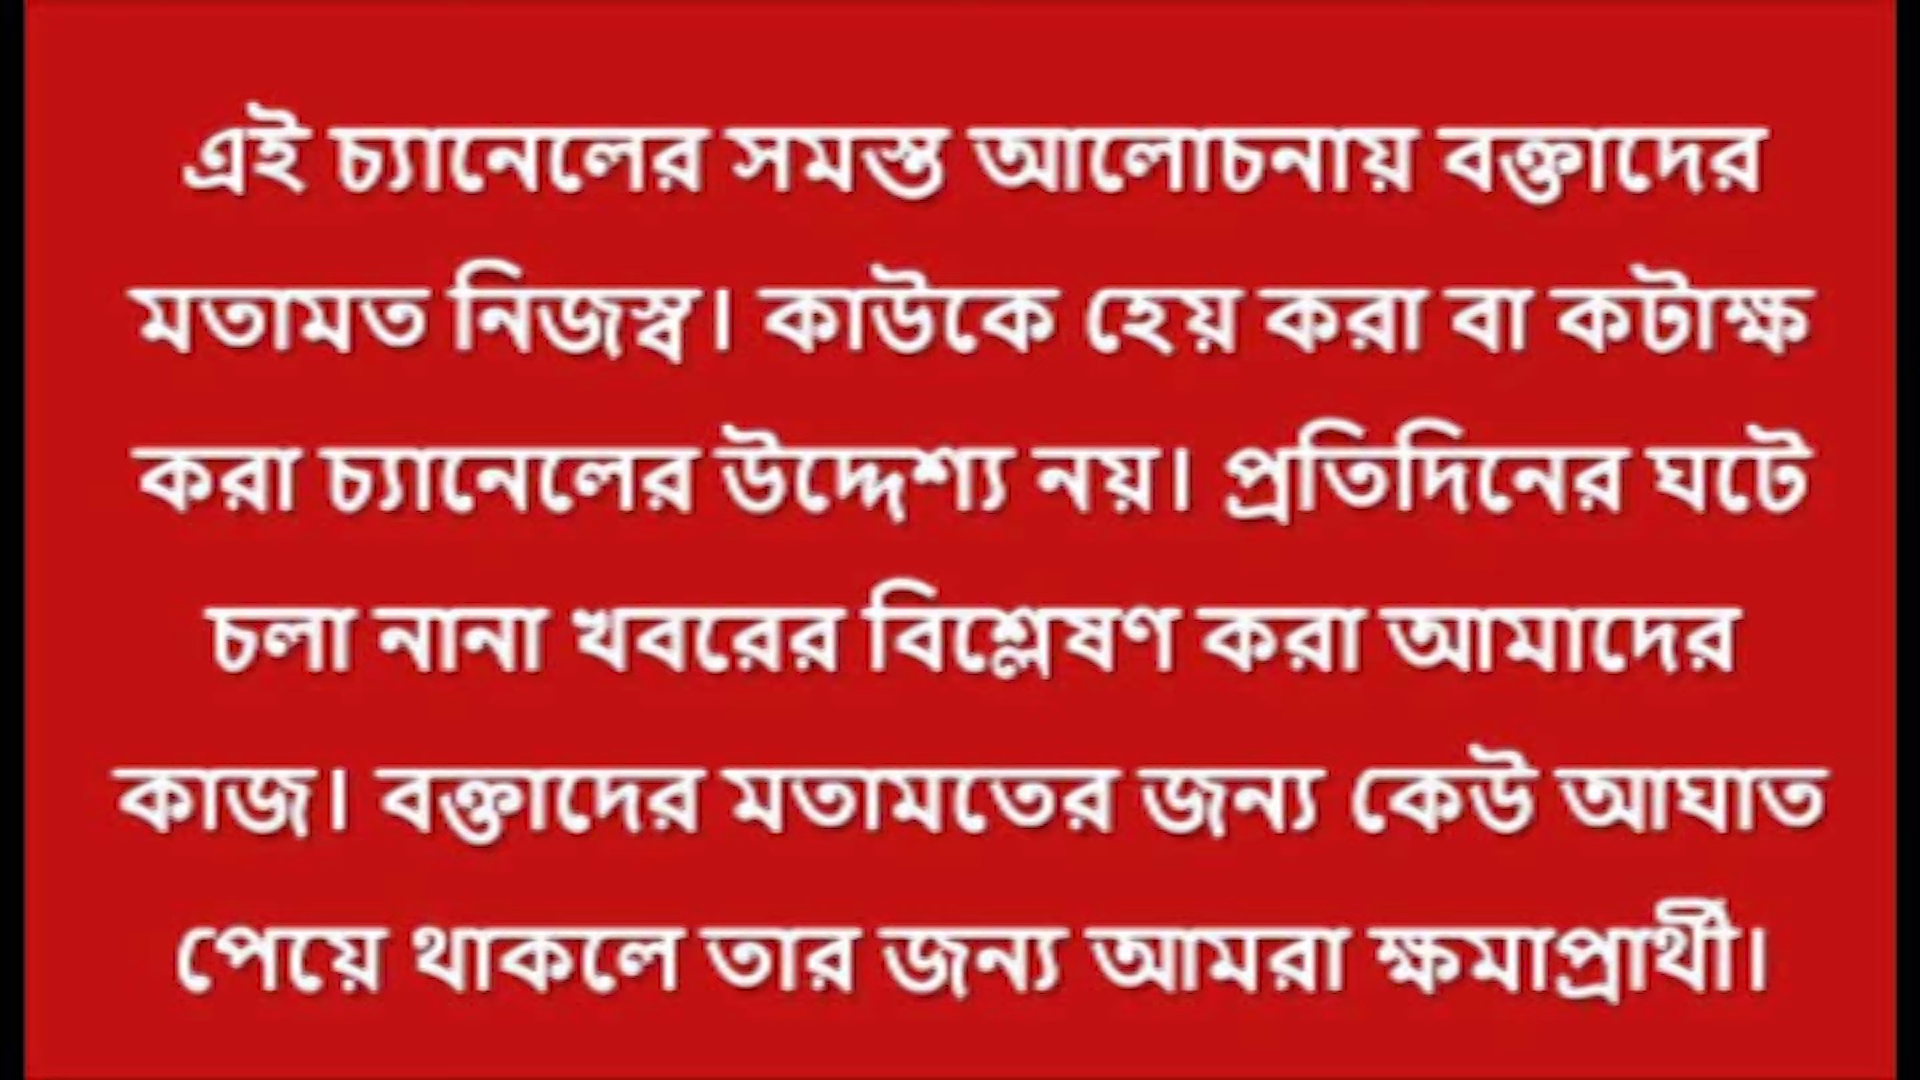 এই চ্যানেলের সমস্ত আলোচনায় বক্তাদের
মতামত নিজস্ব। কাউকে হেয় করা বা কটাক্ষ
করা চ্যানেলের উদ্দেশ্য নয়। প্রতিদিনের ঘটে
চলা নানা খবরের বিশ্লেষণ করা আমাদের
কাজ। বক্তাদের মতামতের জন্য কেউ আঘাত
পেয়ে থাকলে তার জন্য আমরা ক্ষমাপ্রার্থী।